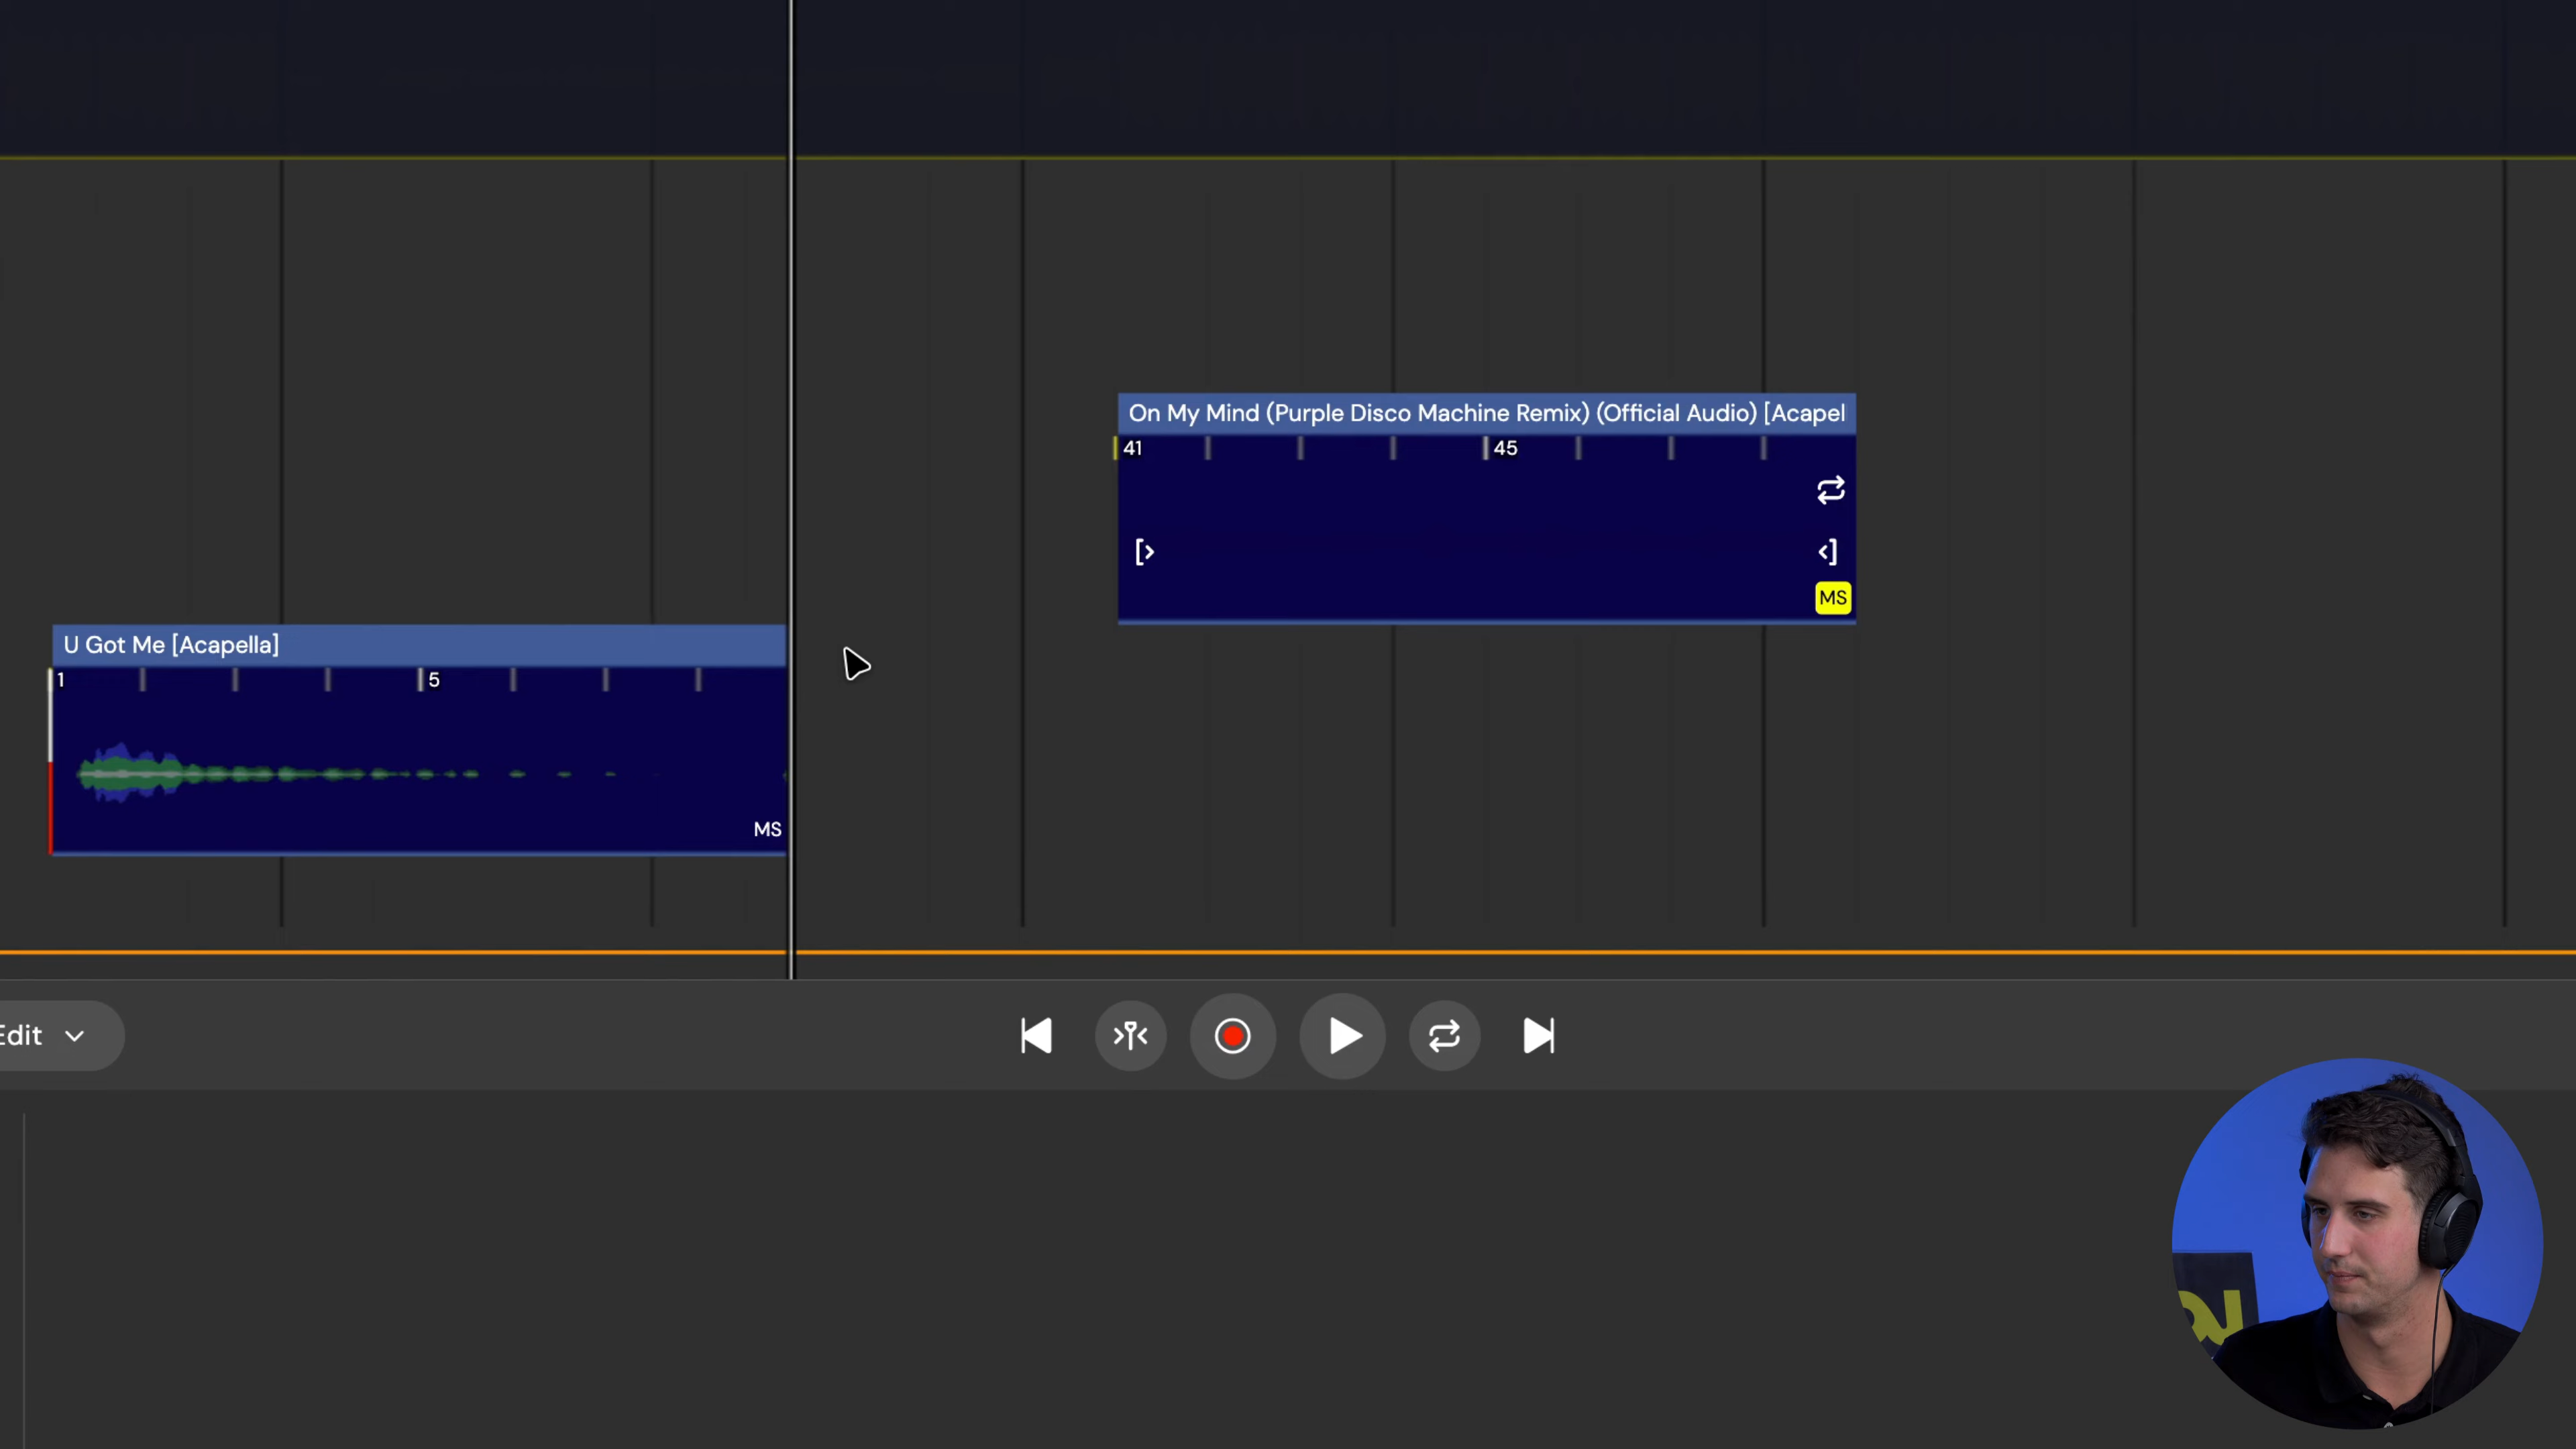 On My Mind (Purple Disco Machine Remix) (Official Audio) [Acapel
41 45
MS
U Got Me [Acapella]
1 5
MS
Edit